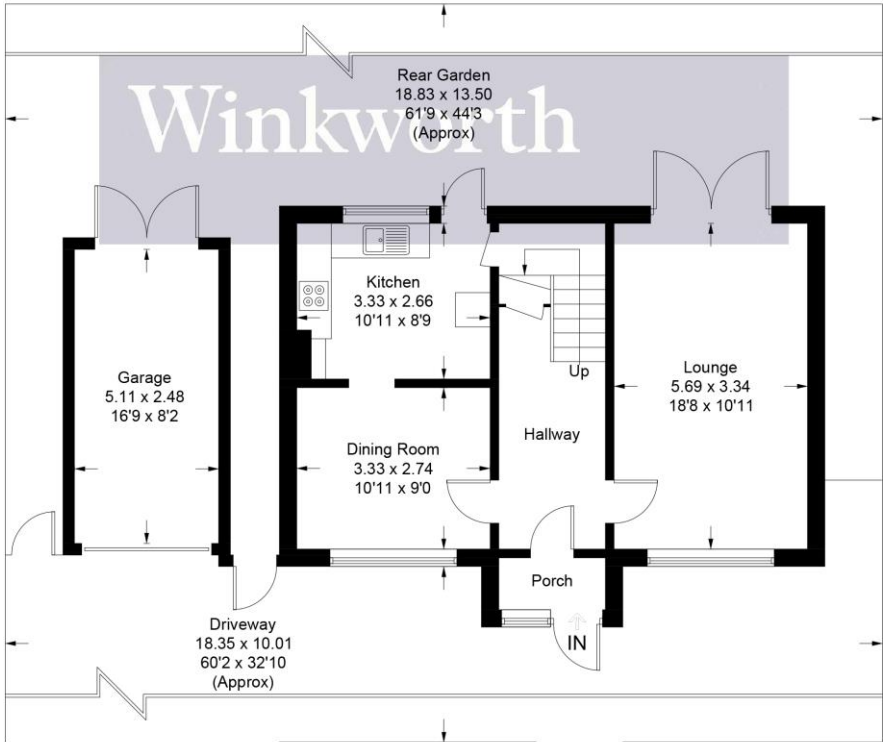 Winkworth
Rear Garden
18.83 x 13.50
61'9 x 44'3
(Approx)
Kitchen
3.33 x 2.66
10'11 x 8'9
Up
Garage
5.11 x 2.48
16'9 x 8'2
Lounge
5.69 x 3.34
18'8 x 10'11
Hallway
Dining Room
3.33 x 2.74
10'11 x 9'0
Porch
IN
Driveway
18.35 x 10.01
60'2 x 32'10
(Approx)